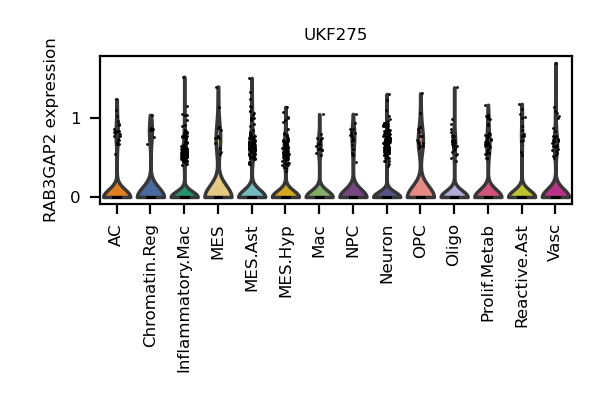 UKF275
RAB3GAP2 expression
1
0
AC
Chromatin.Reg
Inflammatory.Mac
MES
MES.Ast
MES.Hyp
Mac
NPC
Neuron
OPC
Oligo
Prolif.Metab
Reactive.Ast
Vasc